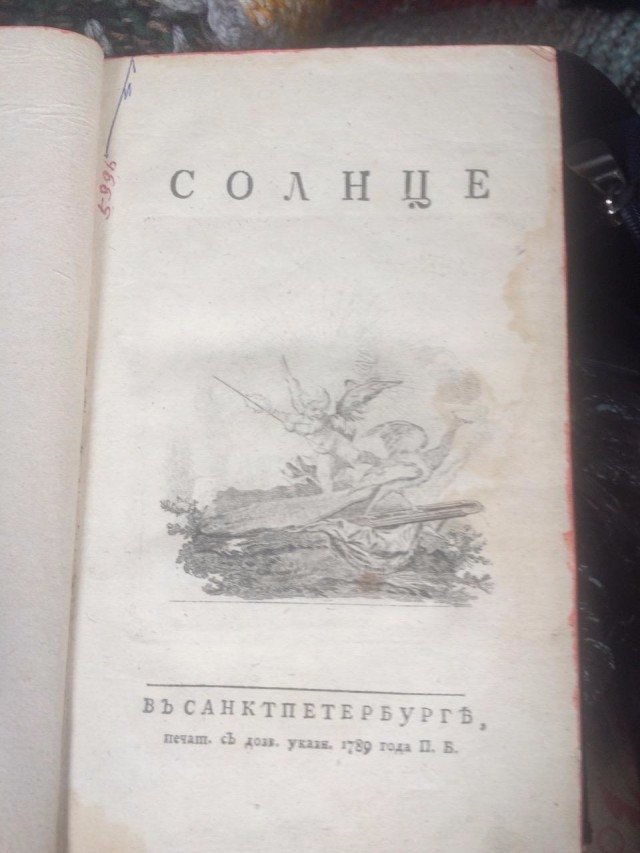 СОЛНЦЕ
ВЪ САНКТПЕТЕРБУРГѢ,
печат. съ дозв. указн. 1789 года П. Б.